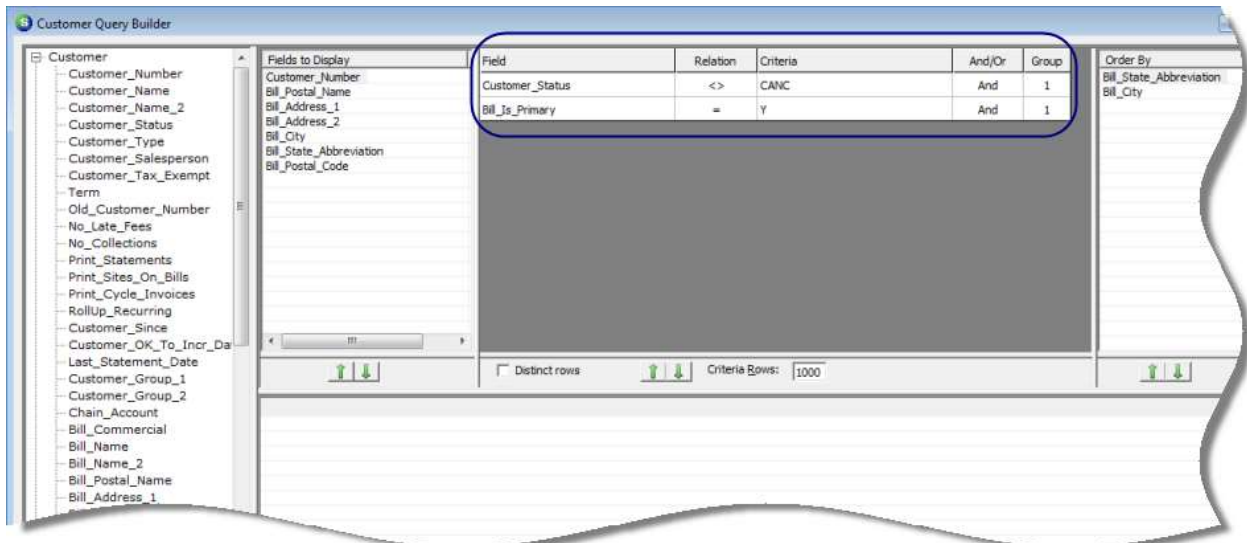 Customer Query Builder
Customer
Customer_Number
Customer_Name
Customer_Name_2
Customer_Status
Customer_Type
Customer_Salesperson
Customer_Tax_Exempt
Term
Old_Customer_Number
No_Late_Fees
No_Collections
Print_Statements
Print_Sites_On_Bills
Print_Cycle_Invoices
RollUp_Recurring
Customer_Since
Customer_OK_To_Incr_Da
Last_Statement_Date
Customer_Group_1
Customer_Group_2
Chain_Account
Bill_Commercial
Bill_Name
Bill_Name_2
Bill_Postal_Name
Bill_Address_1
Fields to Display
Customer_Number
Bill_Postal_Name
Bill_Address_1
Bill_Address_2
Bill_City
Bill_State_Abbreviation
Bill_Postal_Code
Field Relation Criteria And/Or Group
Customer_Status <> CANC And 1
Bill_Is_Primary = Y And 1
Distinct rows Criteria Rows: 1000
Order By
Bill_State_Abbreviation
Bill_City